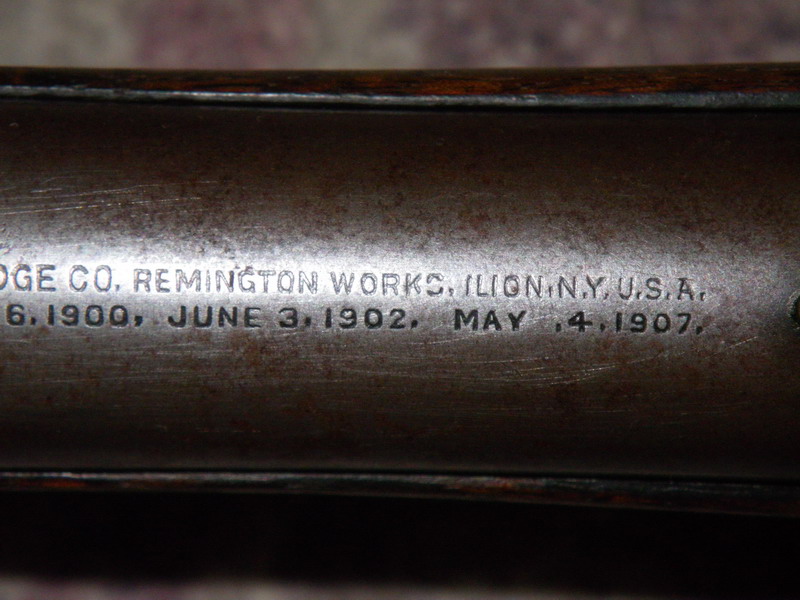 DGE CO. REMINGTON WORKS, ILION, N.Y. U.S.A.
6, 1900, JUNE 3, 1902. MAY .4, 1907,